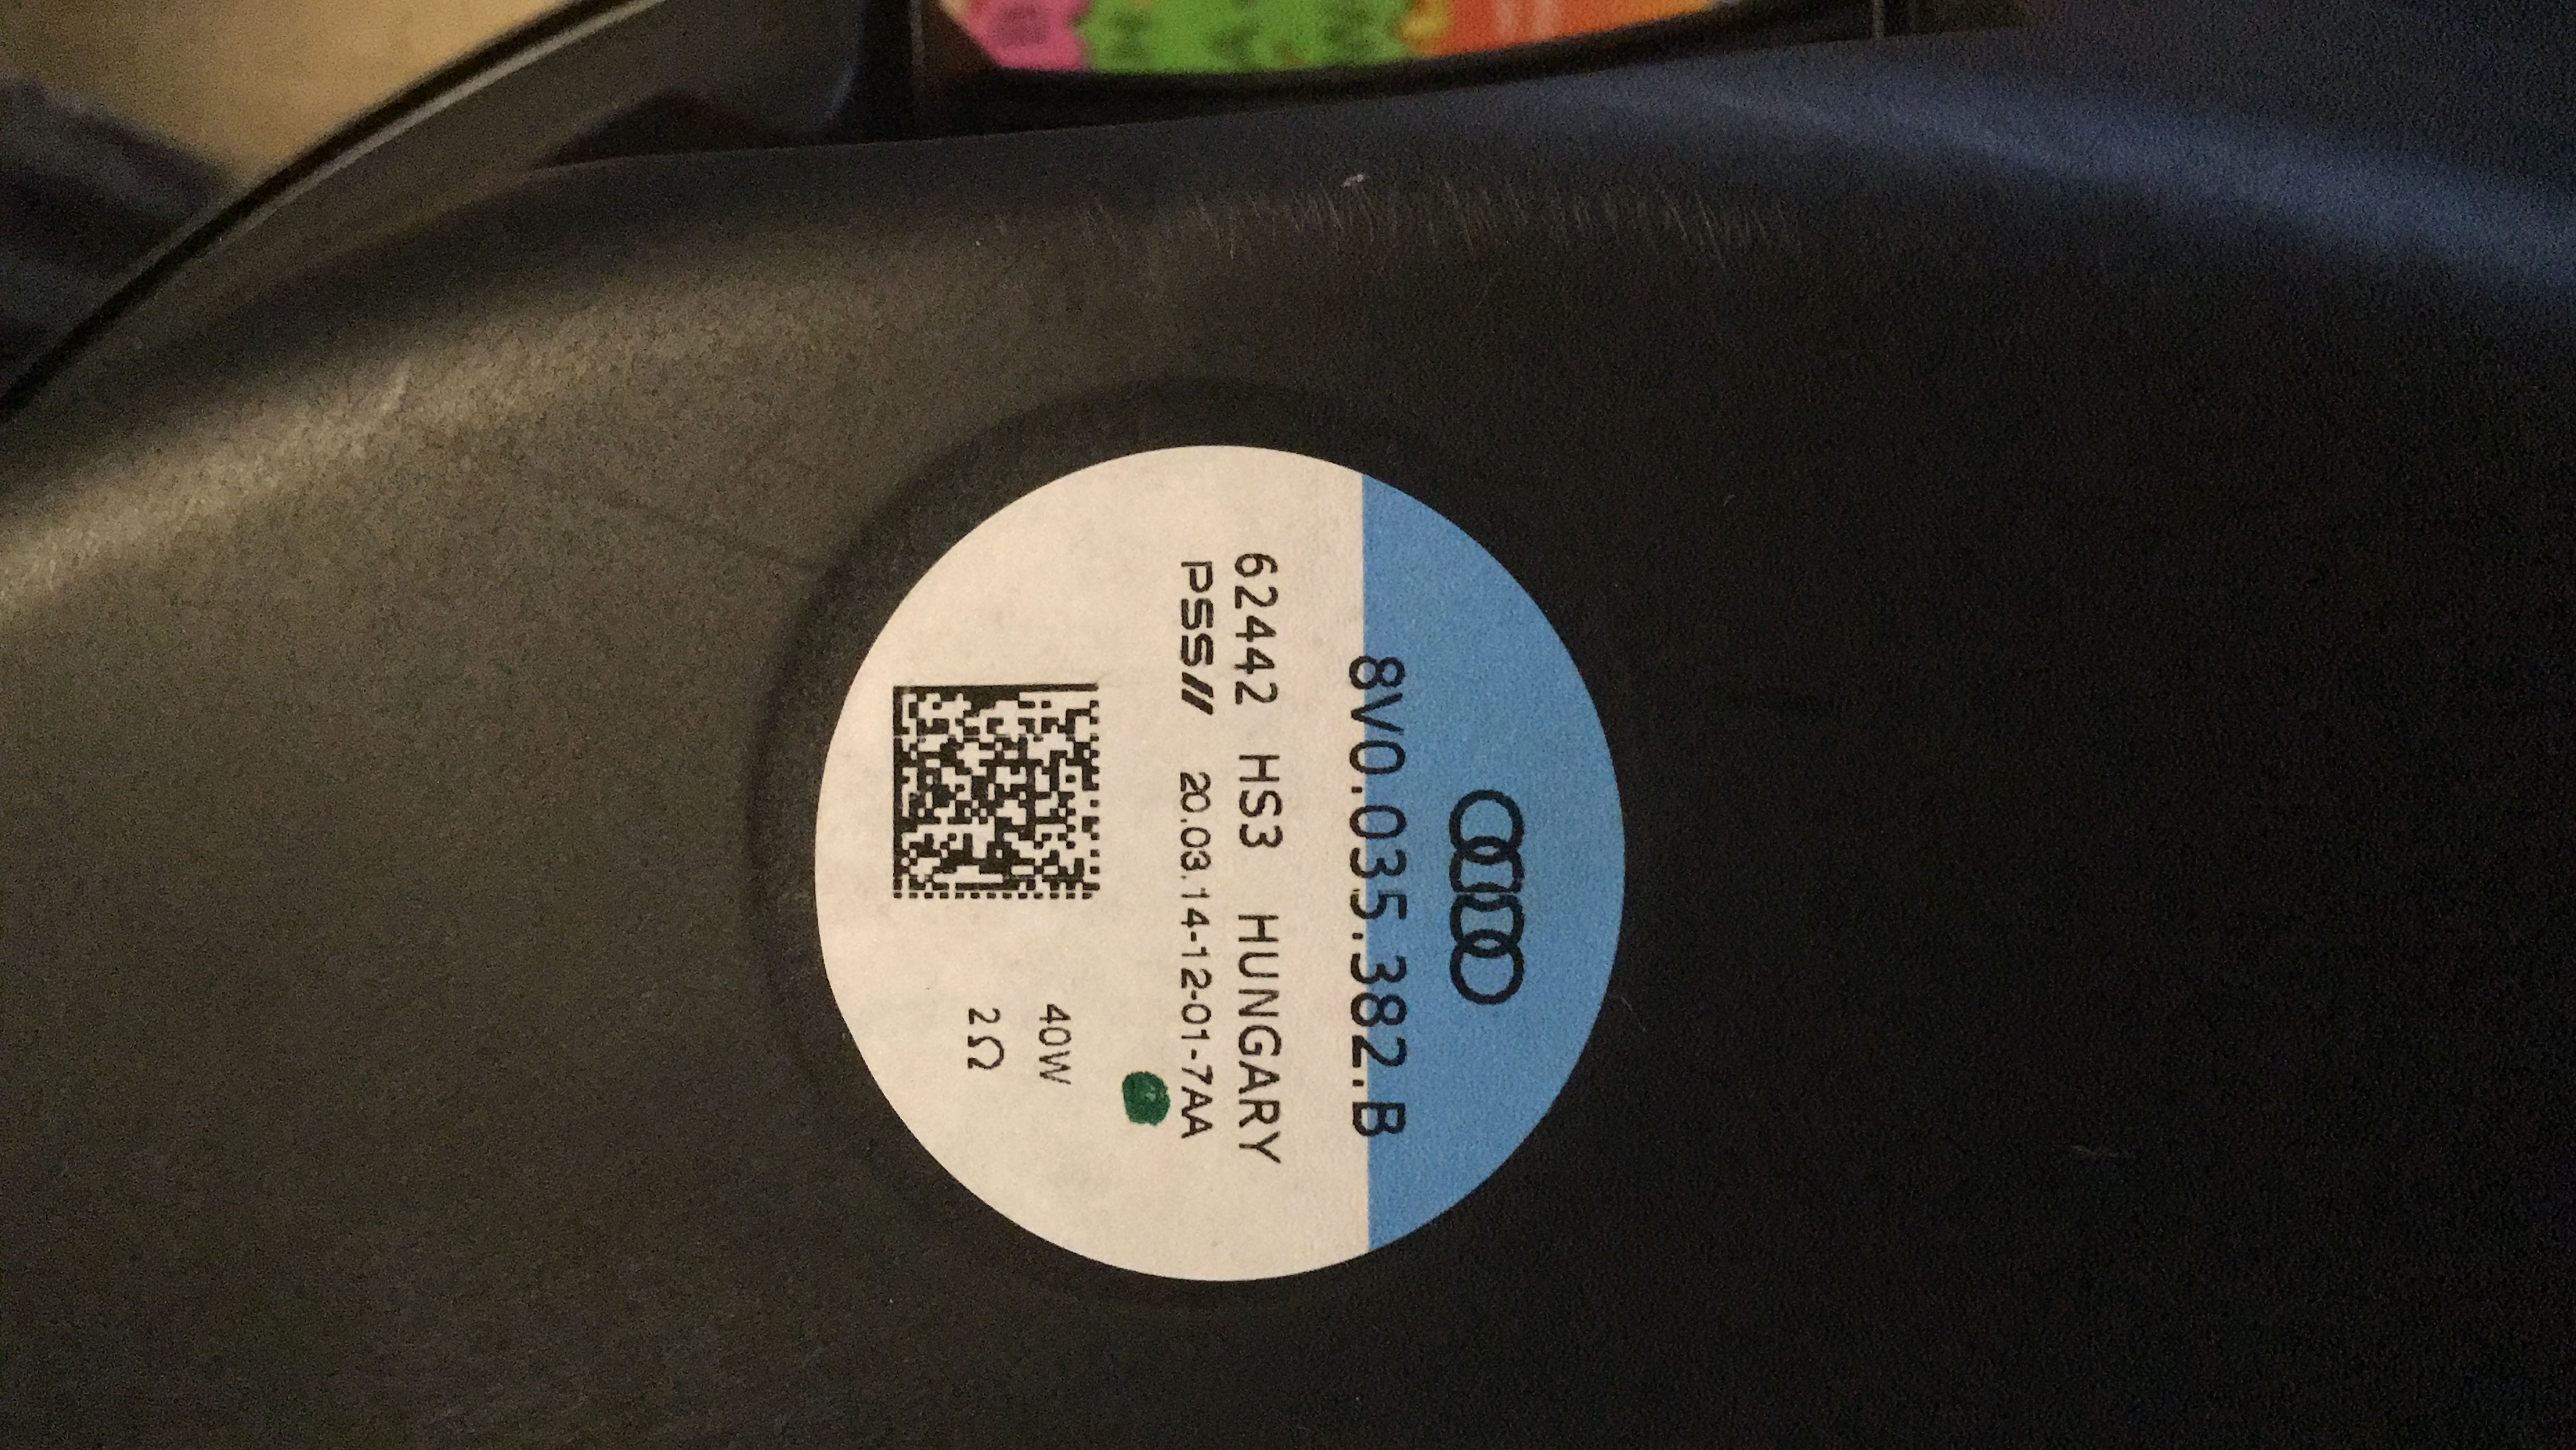 8V0.035.382.B
62442 HS3 HUNGARY
PSS// 20.03.14-12-01-7AA
40W
2Ω